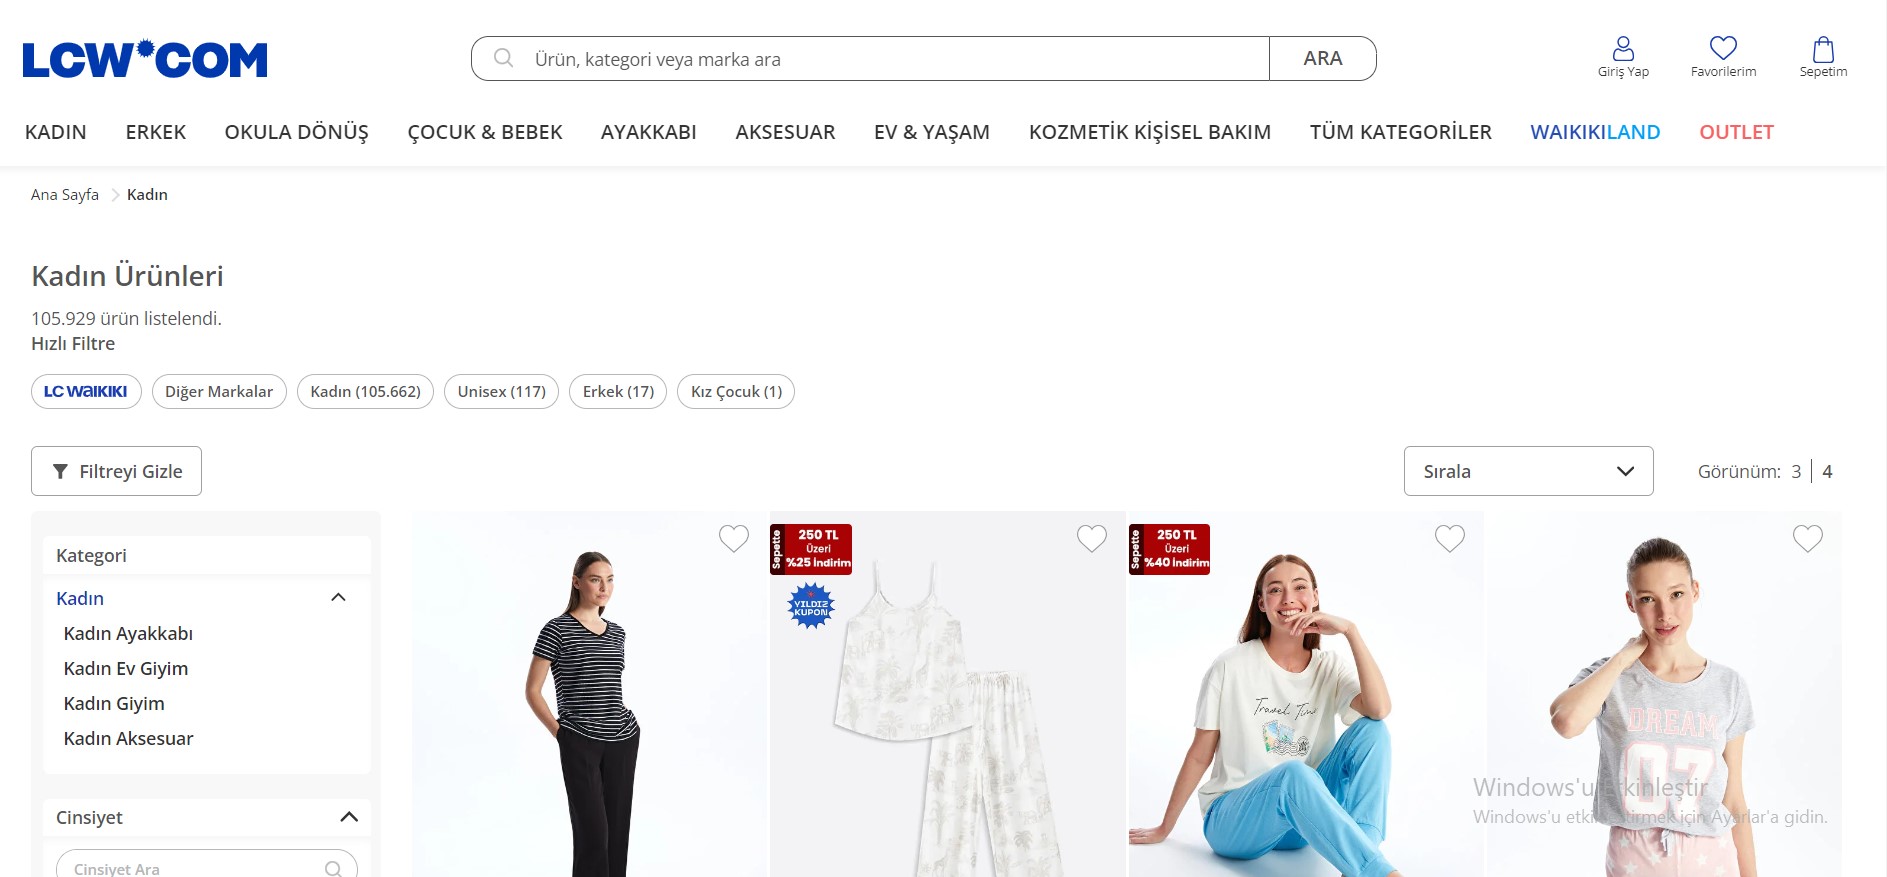 LCW COM
Ürün, kategori veya marka ara
ARA
Giriş Yap
Favorilerim
Sepetim
KADIN ERKEK OKULA DÖNÜŞ ÇOCUK & BEBEK AYAKKABI AKSESUAR EV & YAŞAM KOZMETİK KİŞİSEL BAKIM TÜM KATEGORİLER WAIKIKILAND OUTLET
Ana Sayfa Kadın
Kadın Ürünleri
105.929 ürün listelendi.
Hızlı Filtre
LC WAIKIKI Diğer Markalar Kadın (105.662) Unisex (117) Erkek (17) Kız Çocuk (1)
Filtreyi Gizle
Sırala
Görünüm: 3 | 4
Kategori
Kadın
Kadın Ayakkabı
Kadın Ev Giyim
Kadın Giyim
Kadın Aksesuar
Cinsiyet
Cinsiyet Ara
Sepette
250 TL
Üzeri
%25 İndirim
YILDIZ
KUPON
Sepette
250 TL
Üzeri
%40 İndirim
Travel Time
DREAM
07
Windows'u Etkinleştir
Windows'u etkinleştirmek için Ayarlar'a gidin.